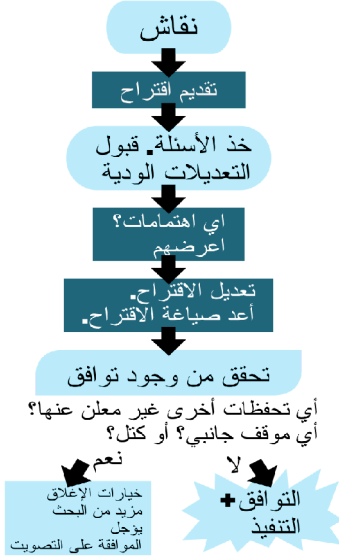 نقاش
تقديم اقتراح
خذ الأسئلة. قبول
التعديلات الودية
اي اهتمامات؟
اعرضهم
تعديل الاقتراح.
أعد صياغة الاقتراح.
تحقق من وجود توافق
أي تحفظات أخرى غير معلن عنها؟
أي موقف جانبي؟ أو كتل؟
نعم
لا
خيارات الإغلاق
مزيد من البحث
يؤجل
الموافقة على التصويت
التوافق+
التنفيذ